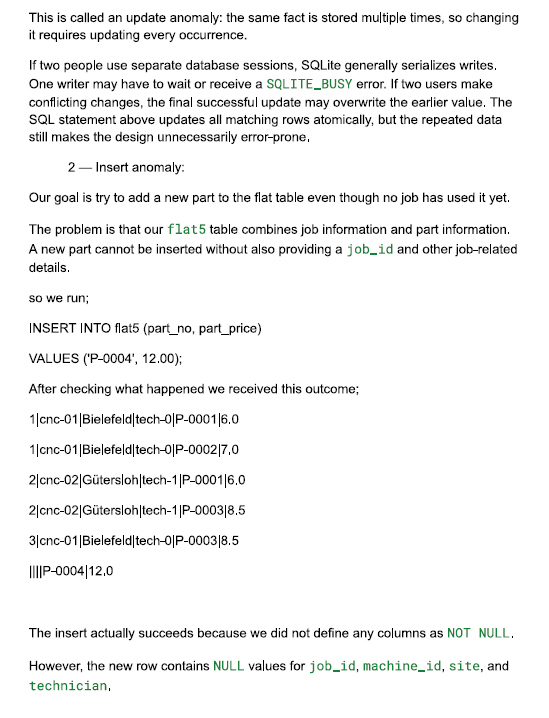 This is called an update anomaly: the same fact is stored multiple times, so changing
it requires updating every occurrence.
If two people use separate database sessions, SQLite generally serializes writes.
One writer may have to wait or receive a SQLITE_BUSY error. If two users make
conflicting changes, the final successful update may overwrite the earlier value. The
SQL statement above updates all matching rows atomically, but the repeated data
still makes the design unnecessarily error-prone.
2 — Insert anomaly:
Our goal is try to add a new part to the flat table even though no job has used it yet.
The problem is that our flat5 table combines job information and part information.
A new part cannot be inserted without also providing a job_id and other job-related
details.
so we run;
INSERT INTO flat5 (part_no, part_price)
VALUES ('P-0004', 12.00);
After checking what happened we received this outcome;
1|cnc-01|Bielefeld|tech-0|P-0001|6.0
1|cnc-01|Bielefeld|tech-0|P-0002|7.0
2|cnc-02|Gütersloh|tech-1|P-0001|6.0
2|cnc-02|Gütersloh|tech-1|P-0003|8.5
3|cnc-01|Bielefeld|tech-0|P-0003|8.5
||||P-0004|12.0
The insert actually succeeds because we did not define any columns as NOT NULL.
However, the new row contains NULL values for job_id, machine_id, site, and
technician.